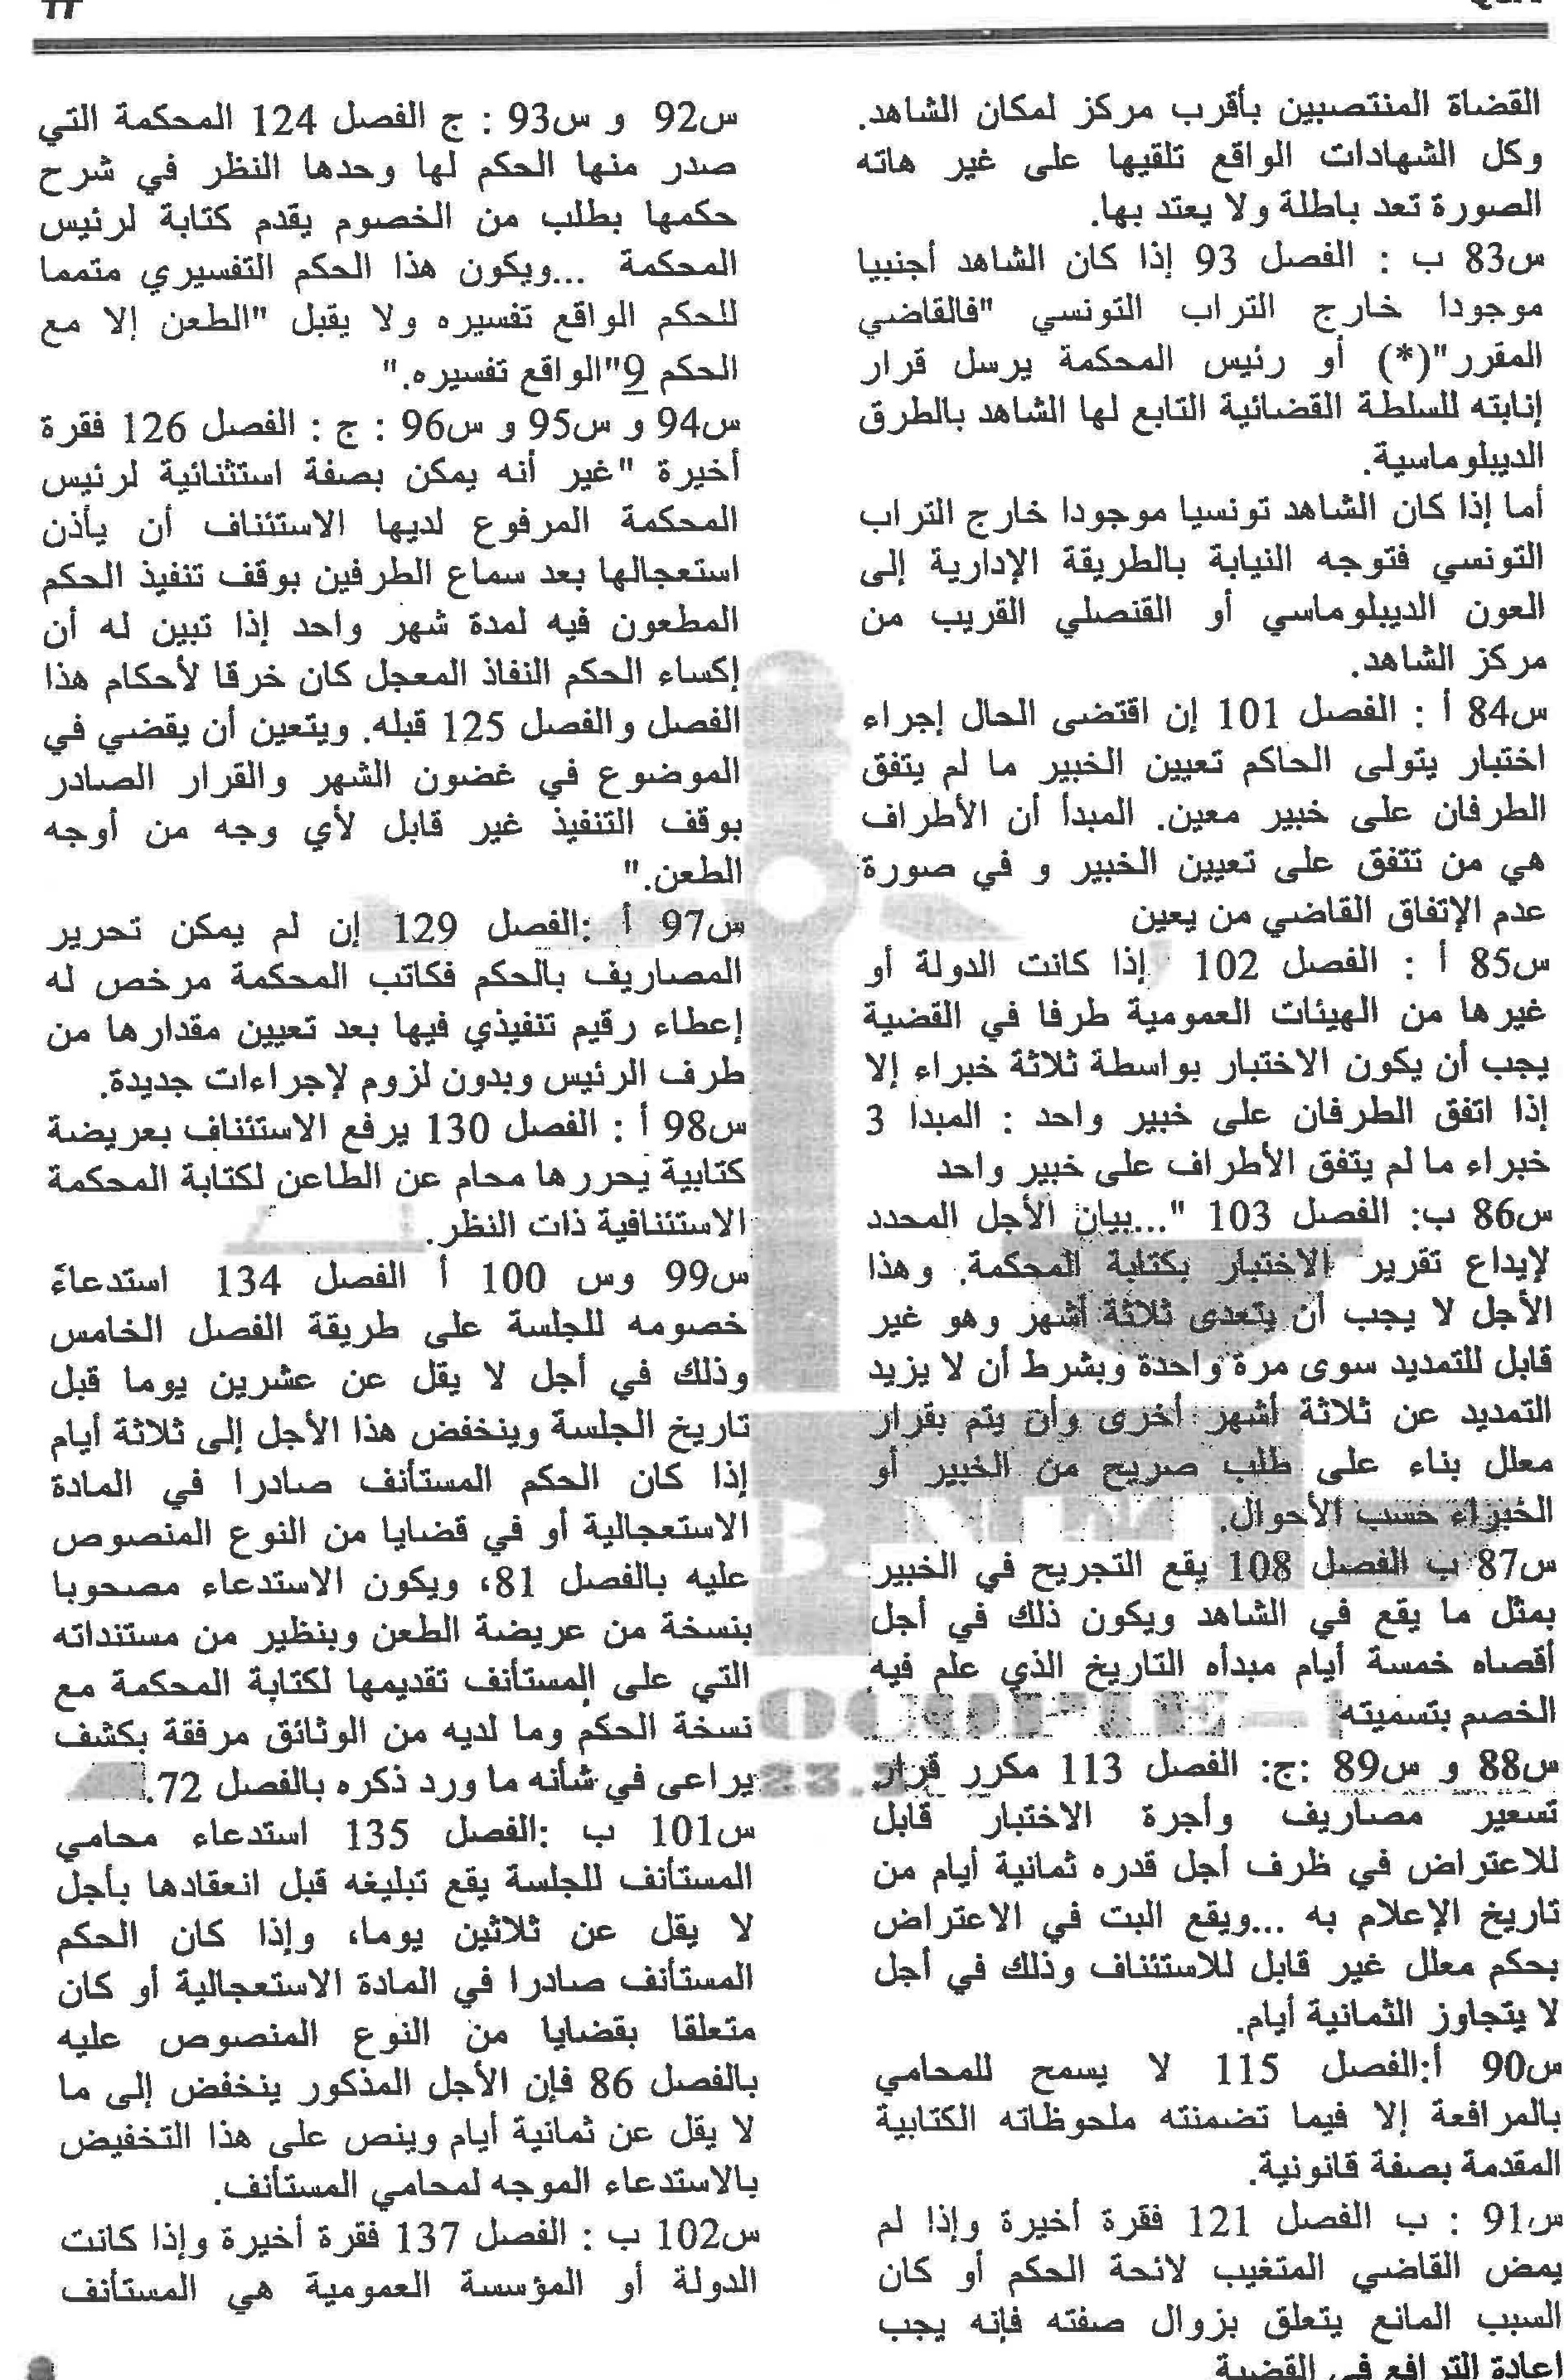 القضاة المنتصبين بأقرب مركز لمكان الشاهد.
وكل الشهادات الواقع تلقيها على غير هاته
الصورة تعد باطلة ولا يعتد بها.
س83 ب : الفصل 93 إذا كان الشاهد أجنبيا
موجودا خارج التراب التونسي "فالقاضي
المقرر"(*) أو رئيس المحكمة يرسل قرار
إنابته للسلطة القضائية التابع لها الشاهد بالطرق
الديبلوماسية.
أما إذا كان الشاهد تونسيا موجودا خارج التراب
التونسي فتوجه النيابة بالطريقة الإدارية إلى
العون الديبلوماسي أو القنصلي القريب من
مركز الشاهد.
س84 أ : الفصل 101 إن اقتضى الحال إجراء
اختبار يتولى الحاكم تعيين الخبير ما لم يتفق
الطرفان على خبير معين. المبدأ أن الأطراف
هي من تتفق على تعيين الخبير و في صورة
عدم الإتفاق القاضي من يعين
س85 أ : الفصل 102 إذا كانت الدولة أو
غيرها من الهيئات العمومية طرفا في القضية
يجب أن يكون الاختبار بواسطة ثلاثة خبراء إلا
إذا اتفق الطرفان على خبير واحد : المبدا 3
خبراء ما لم يتفق الأطراف على خبير واحد
س86 ب: الفصل 103 "...بيان الأجل المحدد
لإيداع تقرير الاختبار بكتابة المحكمة. وهذا
الأجل لا يجب أن يتعدى ثلاثة أشهر وهو غير
قابل للتمديد سوى مرة واحدة وبشرط أن لا يزيد
التمديد عن ثلاثة أشهر أخرى وأن يتم بقرار
معلل بناء على طلب صريح من الخبير أو
الخبراء حسب الأحوال.
س87 ب الفصل 108 يقع التجريح في الخبير
بمثل ما يقع في الشاهد ويكون ذلك في أجل
أقصاه خمسة أيام مبدأه التاريخ الذي علم فيه
الخصم بتسميته
س88 و س89 :ج: الفصل 113 مكرر قرار
تسعير مصاريف وأجرة الاختبار قابل
للاعتراض في ظرف أجل قدره ثمانية أيام من
تاريخ الإعلام به ...ويقع البت في الاعتراض
بحكم معلل غير قابل للاستئناف وذلك في أجل
لا يتجاوز الثمانية أيام.
س90 أ:الفصل 115 لا يسمح للمحامي
بالمرافعة إلا فيما تضمنته ملحوظاته الكتابية
المقدمة بصفة قانونية.
س91 : ب الفصل 121 فقرة أخيرة وإذا لم
يمض القاضي المتغيب لائحة الحكم أو كان
السبب المانع يتعلق بزوال صفته فإنه يجب
إعادة الترافع في القضية
س92 و س93 : ج الفصل 124 المحكمة التي
صدر منها الحكم لها وحدها النظر في شرح
حكمها بطلب من الخصوم يقدم كتابة لرئيس
المحكمة ...ويكون هذا الحكم التفسيري متمما
للحكم الواقع تفسيره ولا يقبل "الطعن إلا مع
الحكم 9"الواقع تفسيره."
س94 و س95 و س96 : ج : الفصل 126 فقرة
أخيرة "غير أنه يمكن بصفة استثنائية لرئيس
المحكمة المرفوع لديها الاستئناف أن يأذن
استعجالها بعد سماع الطرفين بوقف تنفيذ الحكم
المطعون فيه لمدة شهر واحد إذا تبين له أن
إكساء الحكم النفاذ المعجل كان خرقا لأحكام هذا
الفصل والفصل 125 قبله. ويتعين أن يقضي في
الموضوع في غضون الشهر والقرار الصادر
بوقف التنفيذ غير قابل لأي وجه من أوجه
الطعن."
س97 أ :الفصل 129 إن لم يمكن تحرير
المصاريف بالحكم فكاتب المحكمة مرخص له
إعطاء رقيم تنفيذي فيها بعد تعيين مقدارها من
طرف الرئيس وبدون لزوم لإجراءات جديدة.
س98 أ : الفصل 130 يرفع الاستئناف بعريضة
كتابية يحررها محام عن الطاعن لكتابة المحكمة
الاستئنافية ذات النظر.
س99 وس 100 أ الفصل 134 استدعاء
خصومه للجلسة على طريقة الفصل الخامس
وذلك في أجل لا يقل عن عشرين يوما قبل
تاريخ الجلسة وينخفض هذا الأجل إلى ثلاثة أيام
إذا كان الحكم المستأنف صادرا في المادة
الاستعجالية أو في قضايا من النوع المنصوص
عليه بالفصل 81، ويكون الاستدعاء مصحوبا
بنسخة من عريضة الطعن وبنظير من مستنداته
التي على المستأنف تقديمها لكتابة المحكمة مع
نسخة الحكم وما لديه من الوثائق مرفقة بكشف
يراعى في شأنه ما ورد ذكره بالفصل 72.
س101 ب :الفصل 135 استدعاء محامي
المستأنف للجلسة يقع تبليغه قبل انعقادها بأجل
لا يقل عن ثلاثين يوما، وإذا كان الحكم
المستأنف صادرا في المادة الاستعجالية أو كان
متعلقا بقضايا من النوع المنصوص عليه
بالفصل 86 فإن الأجل المذكور ينخفض إلى ما
لا يقل عن ثمانية أيام وينص على هذا التخفيض
بالاستدعاء الموجه لمحامي المستأنف.
س102 ب : الفصل 137 فقرة أخيرة وإذا كانت
الدولة أو المؤسسة العمومية هي المستأنف